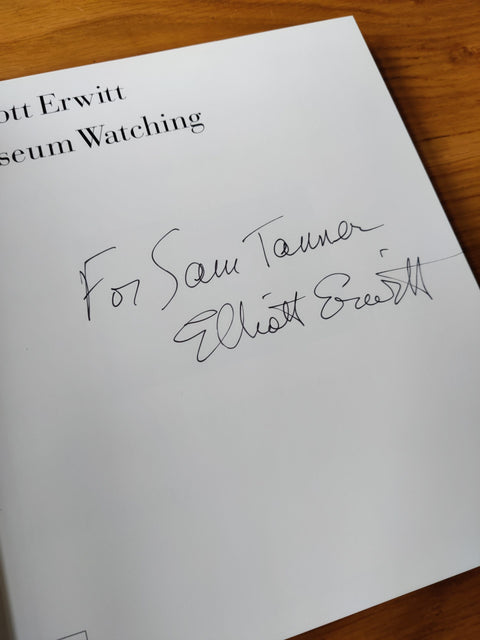 ott Erwitt
seum Watching
For Sam Tanner
Elliott Erwitt